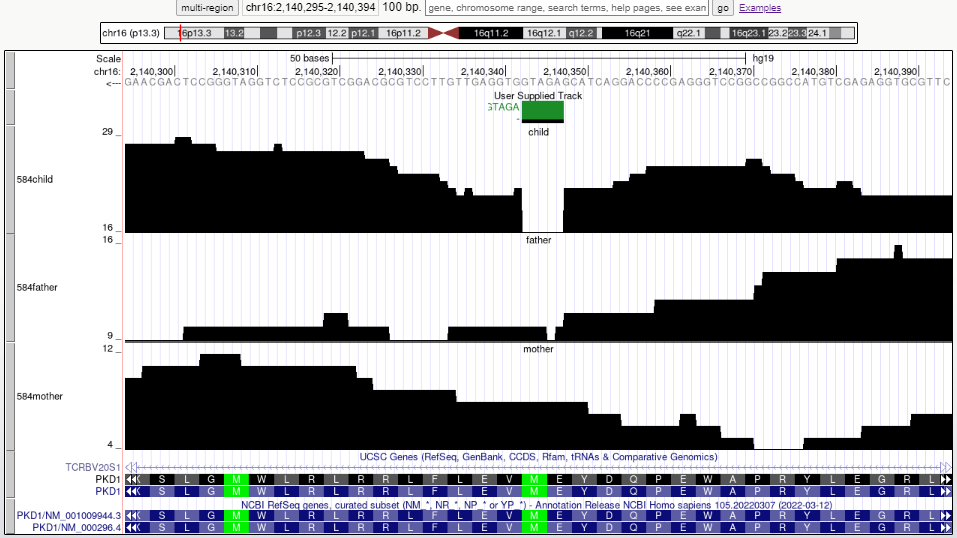 multi-region chr16:2,140,295-2,140,394 100 bp. gene, chromosome range, search terms, help pages, see exan go Examples
chr16 (p13.3) 16p13.3 13.2 p12.3 12.2 p12.1 16p11.2 16q11.2 16q12.1 q12.2 16q21 q22.1 16q23.1 23.2 23.3 24.1
Scale 50 bases hg19
chr16: 2,140,300 2,140,310 2,140,320 2,140,330 2,140,340 2,140,350 2,140,360 2,140,370 2,140,380 2,140,390
<--- GAACGACTCCGGGTAGGTCTCCGCGTCGGACGCGTCCTTGTTGAGGTGGTAGAGCATCAGGACCCCGAGGGTCCGGCCATGTCGAGAGGTGCGTTC
User Supplied Track
GTAGA
-
child
29
584child
16
father
16
584father
9
mother
12
584mother
4
UCSC Genes (RefSeq, GenBank, CCDS, Rfam, tRNAs & Comparative Genomics)
TCRBV20S1
PKD1 S L G M W L R L R R L F L E V M E Y D Q P E W A P R Y L E G R L
PKD1 S L G M W L R L R R L F L E V M E Y D Q P E W A P R Y L E G R L
NCBI RefSeq genes, curated subset (NM_*, NR_*, NP_* or YP_*) - Annotation Release NCBI Homo sapiens 105.20220307 (2022-03-12)
PKD1/NM_001009944.3 S L G M W L R L R R L F L E V M E Y D Q P E W A P R Y L E G R L
PKD1/NM_000296.4 S L G M W L R L R R L F L E V M E Y D Q P E W A P R Y L E G R L